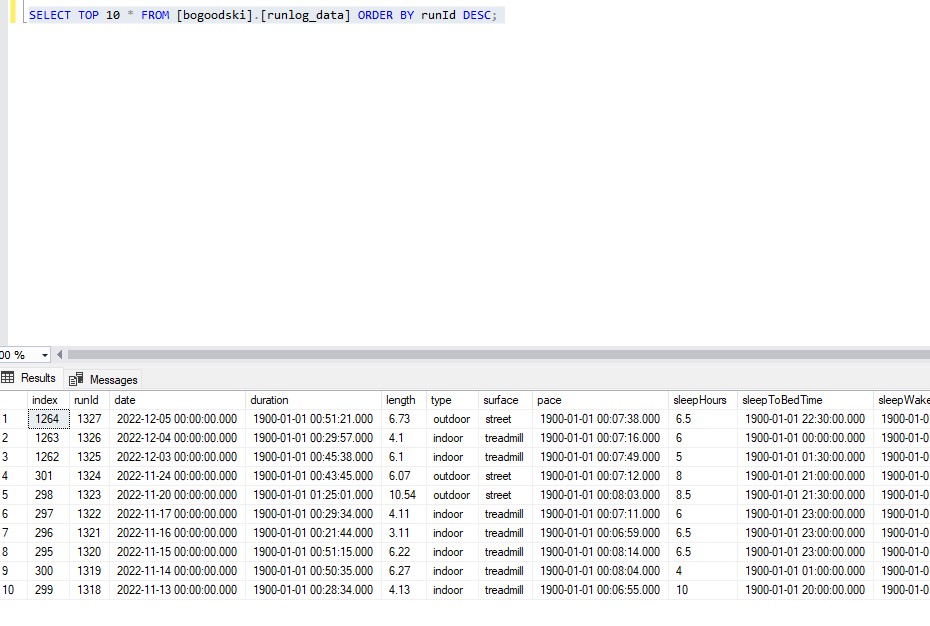 SELECT TOP 10 * FROM [bogoodski].[runlog_data] ORDER BY runId DESC;
00 %
Results Messages
index runId date duration length type surface pace sleepHours sleepToBedTime sleepWake
1 1264 1327 2022-12-05 00:00:00.000 1900-01-01 00:51:21.000 6.73 outdoor street 1900-01-01 00:07:38.000 6.5 1900-01-01 22:30:00.000 1900-01-0
2 1263 1326 2022-12-04 00:00:00.000 1900-01-01 00:29:57.000 4.1 indoor treadmill 1900-01-01 00:07:16.000 6 1900-01-01 00:00:00.000 1900-01-0
3 1262 1325 2022-12-03 00:00:00.000 1900-01-01 00:45:38.000 6.1 indoor treadmill 1900-01-01 00:07:49.000 5 1900-01-01 01:30:00.000 1900-01-0
4 301 1324 2022-11-24 00:00:00.000 1900-01-01 00:43:45.000 6.07 outdoor street 1900-01-01 00:07:12.000 8 1900-01-01 21:00:00.000 1900-01-0
5 298 1323 2022-11-20 00:00:00.000 1900-01-01 01:25:01.000 10.54 outdoor street 1900-01-01 00:08:03.000 8.5 1900-01-01 21:30:00.000 1900-01-0
6 297 1322 2022-11-17 00:00:00.000 1900-01-01 00:29:34.000 4.11 indoor treadmill 1900-01-01 00:07:11.000 6 1900-01-01 23:00:00.000 1900-01-0
7 296 1321 2022-11-16 00:00:00.000 1900-01-01 00:21:44.000 3.11 indoor treadmill 1900-01-01 00:06:59.000 6.5 1900-01-01 23:00:00.000 1900-01-0
8 295 1320 2022-11-15 00:00:00.000 1900-01-01 00:51:15.000 6.22 indoor treadmill 1900-01-01 00:08:14.000 6.5 1900-01-01 23:00:00.000 1900-01-0
9 300 1319 2022-11-14 00:00:00.000 1900-01-01 00:50:35.000 6.27 indoor treadmill 1900-01-01 00:08:04.000 4 1900-01-01 01:00:00.000 1900-01-0
10 299 1318 2022-11-13 00:00:00.000 1900-01-01 00:28:34.000 4.13 indoor treadmill 1900-01-01 00:06:55.000 10 1900-01-01 20:00:00.000 1900-01-0